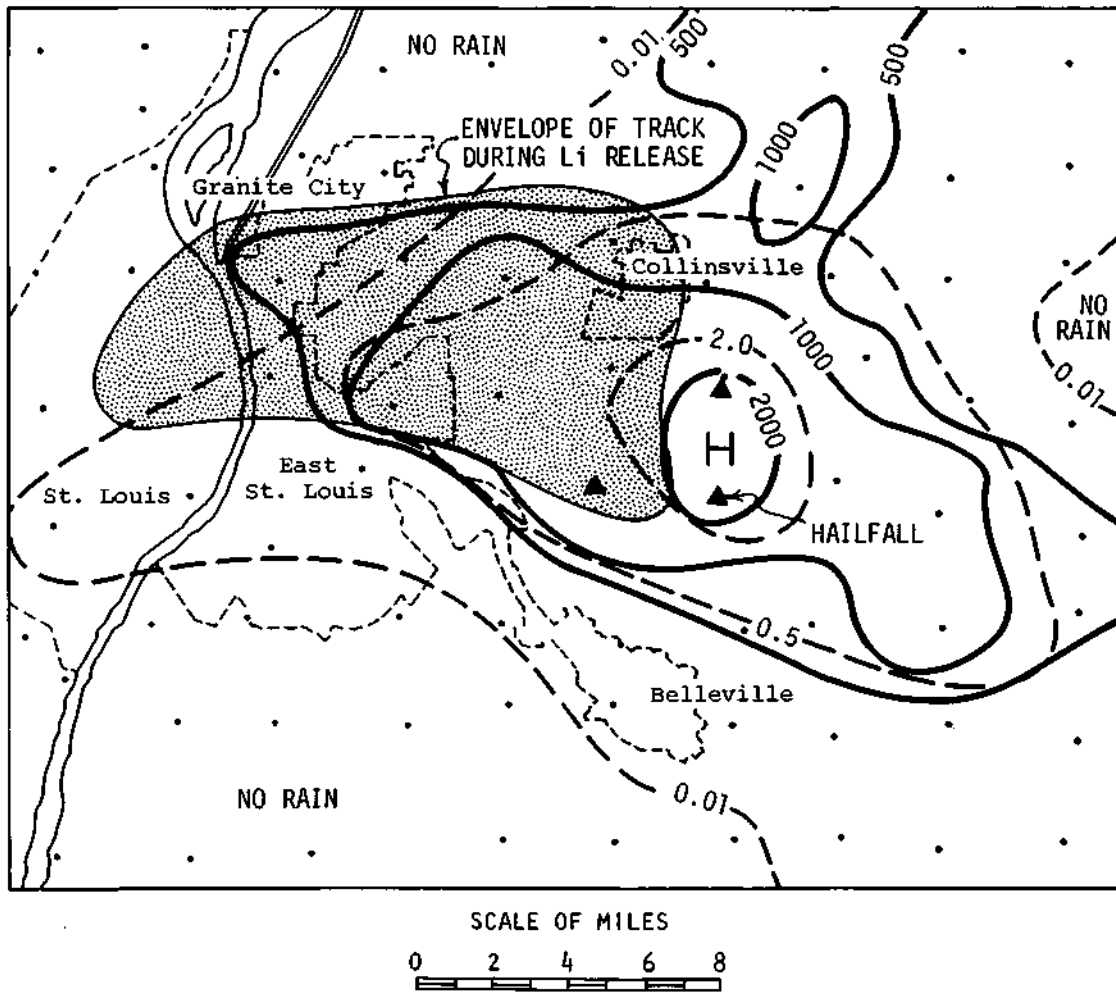 NO RAIN
0.01
500
500
ENVELOPE OF TRACK
DURING Li RELEASE
1000
Granite City
Collinsville
NO
RAIN
0.01
1000
2.0
2000
H
East
St. Louis
St. Louis
HAILFALL
0.5
Belleville
NO RAIN
0.01
SCALE OF MILES
0 2 4 6 8